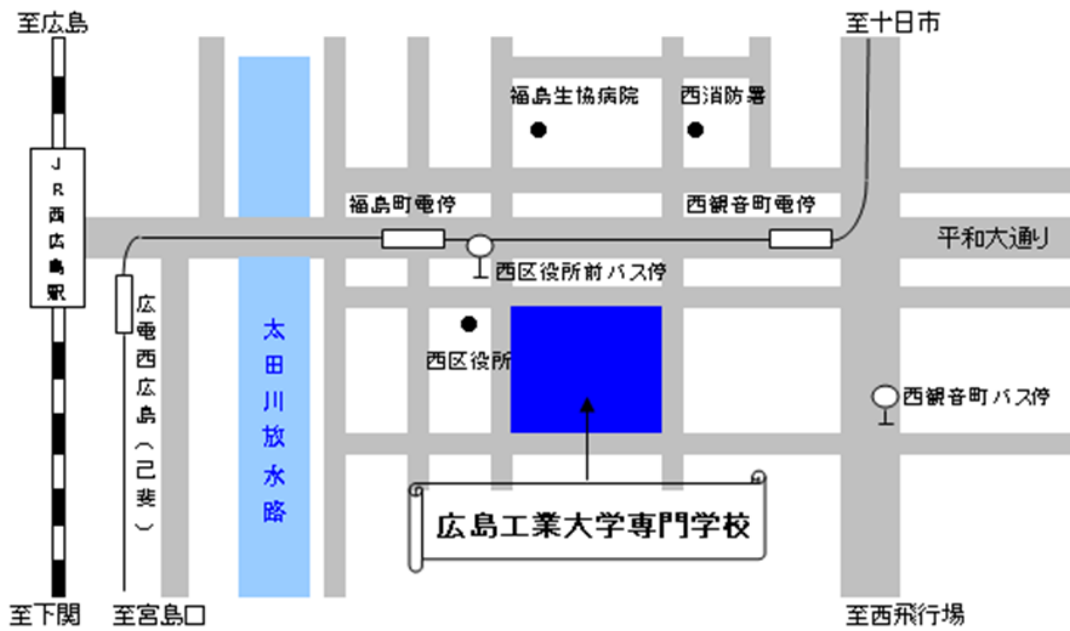 至広島
至十日市
福島生協病院
西消防署
JR西広島駅
福島町電停
西観音町電停
平和大通り
西区役所前バス停
広電西広島(己斐)
太田川放水路
西区役所
西観音町バス停
広島工業大学専門学校
至下関
至宮島口
至西飛行場